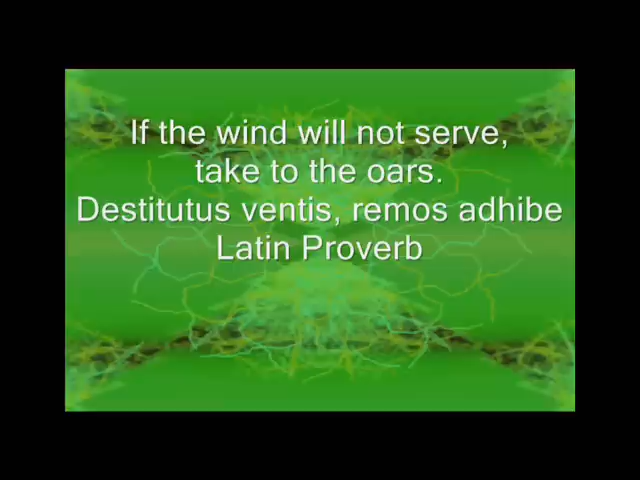 If the wind will not serve,
take to the oars.
Destitutus ventis, remos adhibe
Latin Proverb